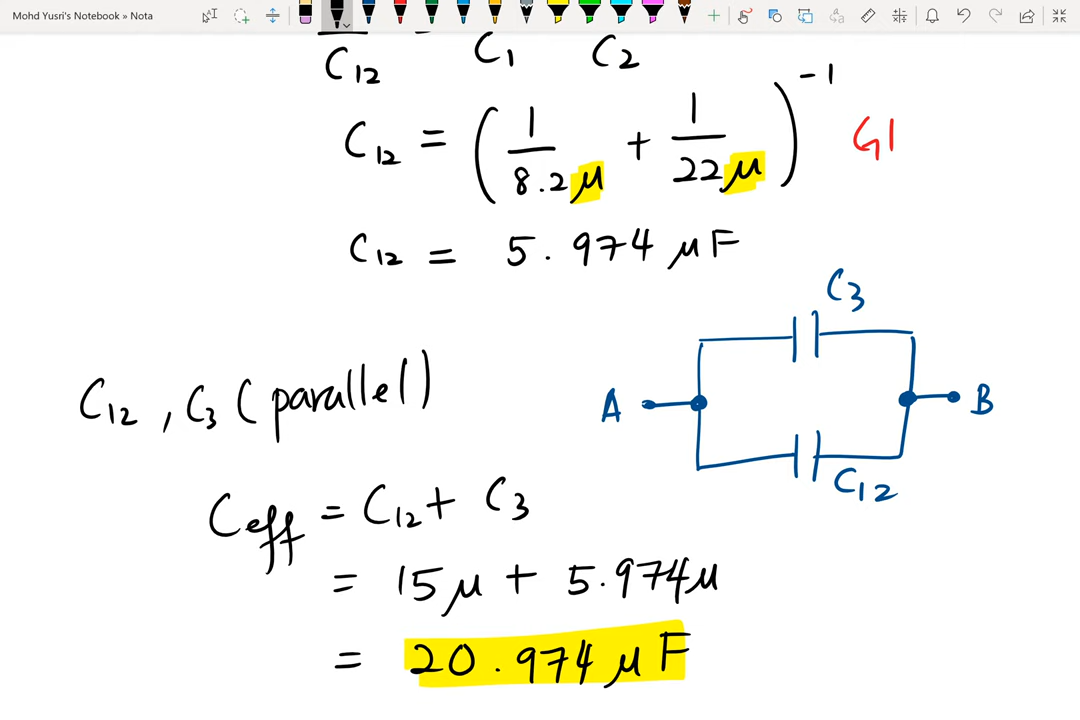 Mohd Yusri's Notebook » Nota
C12 C1 C2
C12 = ( 1/8.2μ + 1/22μ )^-1 G1
C12 = 5.974 μF
C3
C12 , C3 (parallel)
A B
C12
Ceff = C12 + C3
= 15μ + 5.974μ
= 20.974 μF